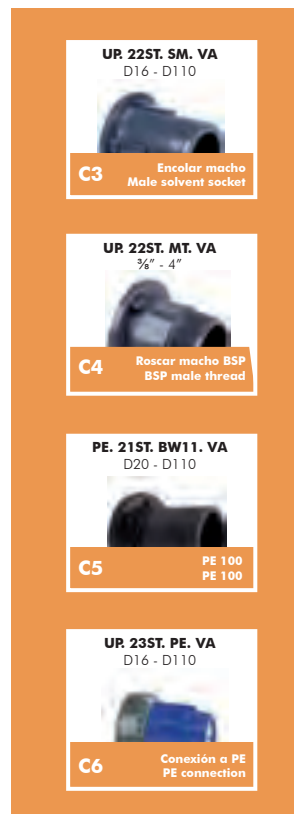 UP. 22ST. SM. VA
D16 - D110
C3
Encolar macho
Male solvent socket
UP. 22ST. MT. VA
⅜" - 4"
C4
Roscar macho BSP
BSP male thread
PE. 21ST. BW11. VA
D20 - D110
C5
PE 100
PE 100
UP. 23ST. PE. VA
D16 - D110
C6
Conexión a PE
PE connection